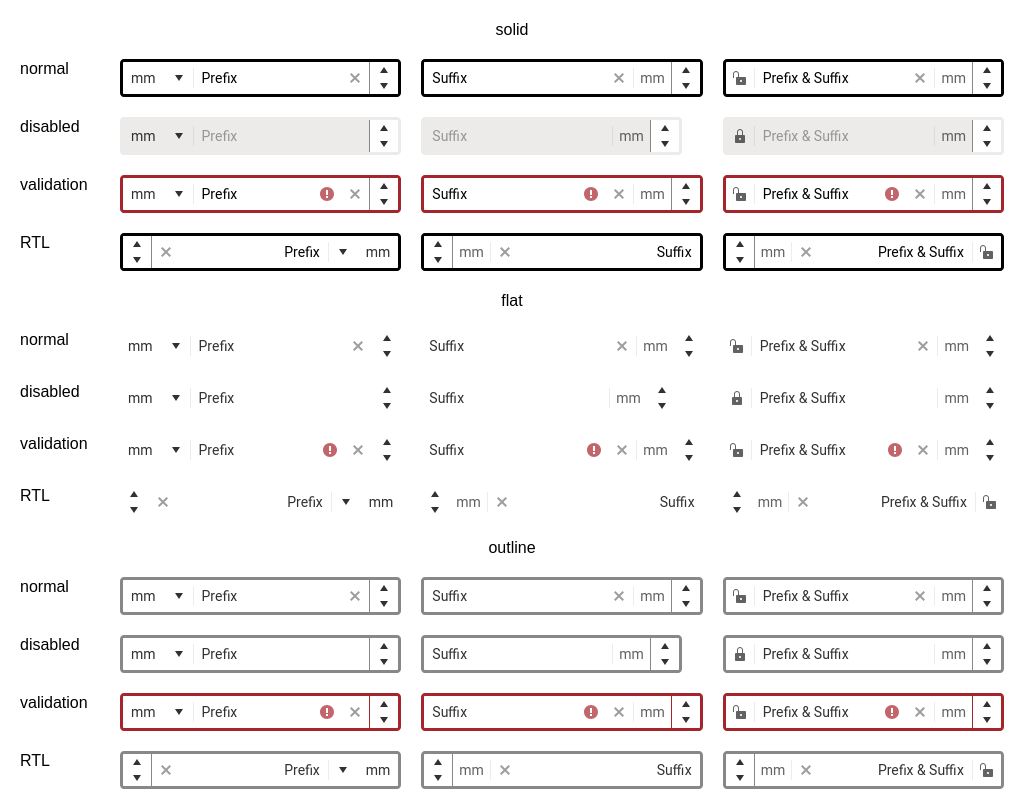 solid
normal mm Prefix Suffix mm Prefix & Suffix mm
disabled mm Prefix Suffix mm Prefix & Suffix mm
validation mm Prefix Suffix mm Prefix & Suffix mm
RTL Prefix mm mm Suffix mm Prefix & Suffix
flat
normal mm Prefix Suffix mm Prefix & Suffix mm
disabled mm Prefix Suffix mm Prefix & Suffix mm
validation mm Prefix Suffix mm Prefix & Suffix mm
RTL Prefix mm mm Suffix mm Prefix & Suffix
outline
normal mm Prefix Suffix mm Prefix & Suffix mm
disabled mm Prefix Suffix mm Prefix & Suffix mm
validation mm Prefix Suffix mm Prefix & Suffix mm
RTL Prefix mm mm Suffix mm Prefix & Suffix